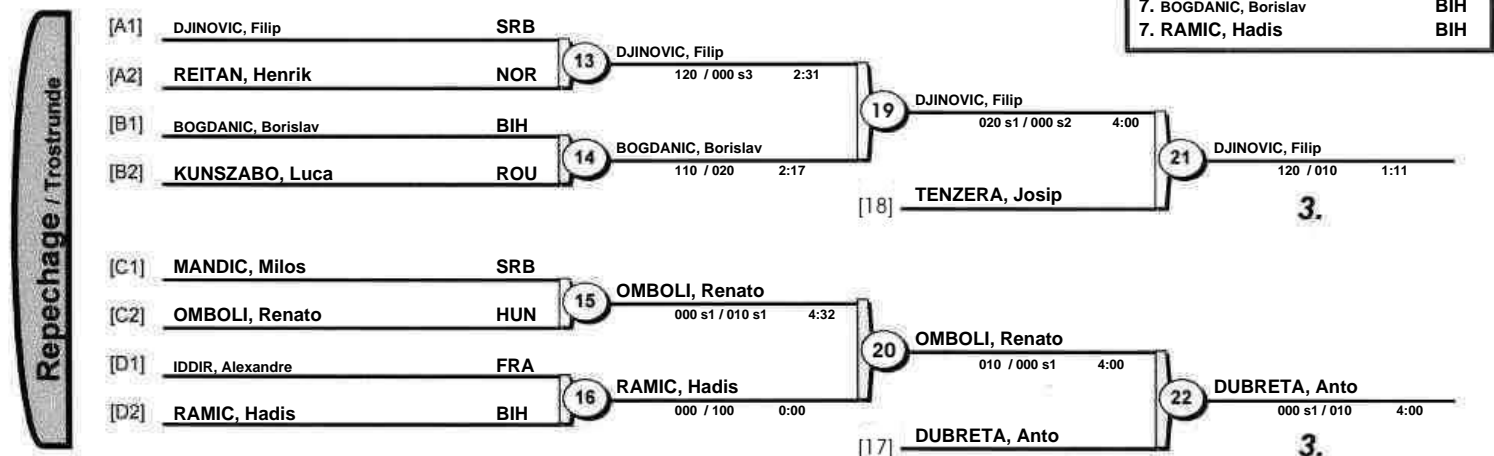 7. BOGDANIC, Borislav BIH
7. RAMIC, Hadis BIH
Repechage / Trostrunde
[A1] DJINOVIC, Filip SRB
[A2] REITAN, Henrik NOR
13 DJINOVIC, Filip
120 / 000 s3 2:31
[B1] BOGDANIC, Borislav BIH
[B2] KUNSZABO, Luca ROU
14 BOGDANIC, Borislav
110 / 020 2:17
19 DJINOVIC, Filip
020 s1 / 000 s2 4:00
[18] TENZERA, Josip
21 DJINOVIC, Filip
120 / 010 1:11
3.
[C1] MANDIC, Milos SRB
[C2] OMBOLI, Renato HUN
15 OMBOLI, Renato
000 s1 / 010 s1 4:32
[D1] IDDIR, Alexandre FRA
[D2] RAMIC, Hadis BIH
16 RAMIC, Hadis
000 / 100 0:00
20 OMBOLI, Renato
010 / 000 s1 4:00
[17] DUBRETA, Anto
22 DUBRETA, Anto
000 s1 / 010 4:00
3.